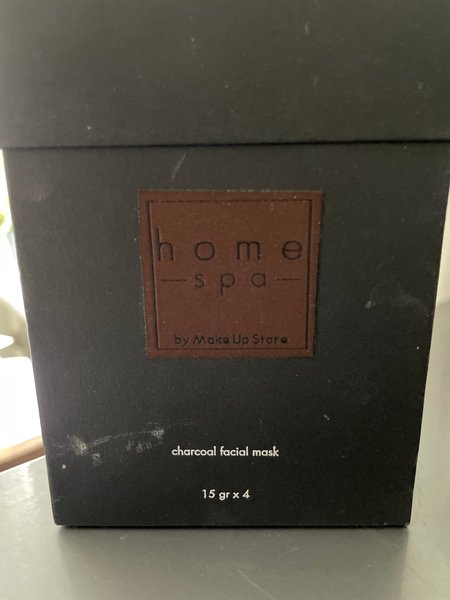 home
spa
by Make Up Store
charcoal facial mask
15 gr x 4